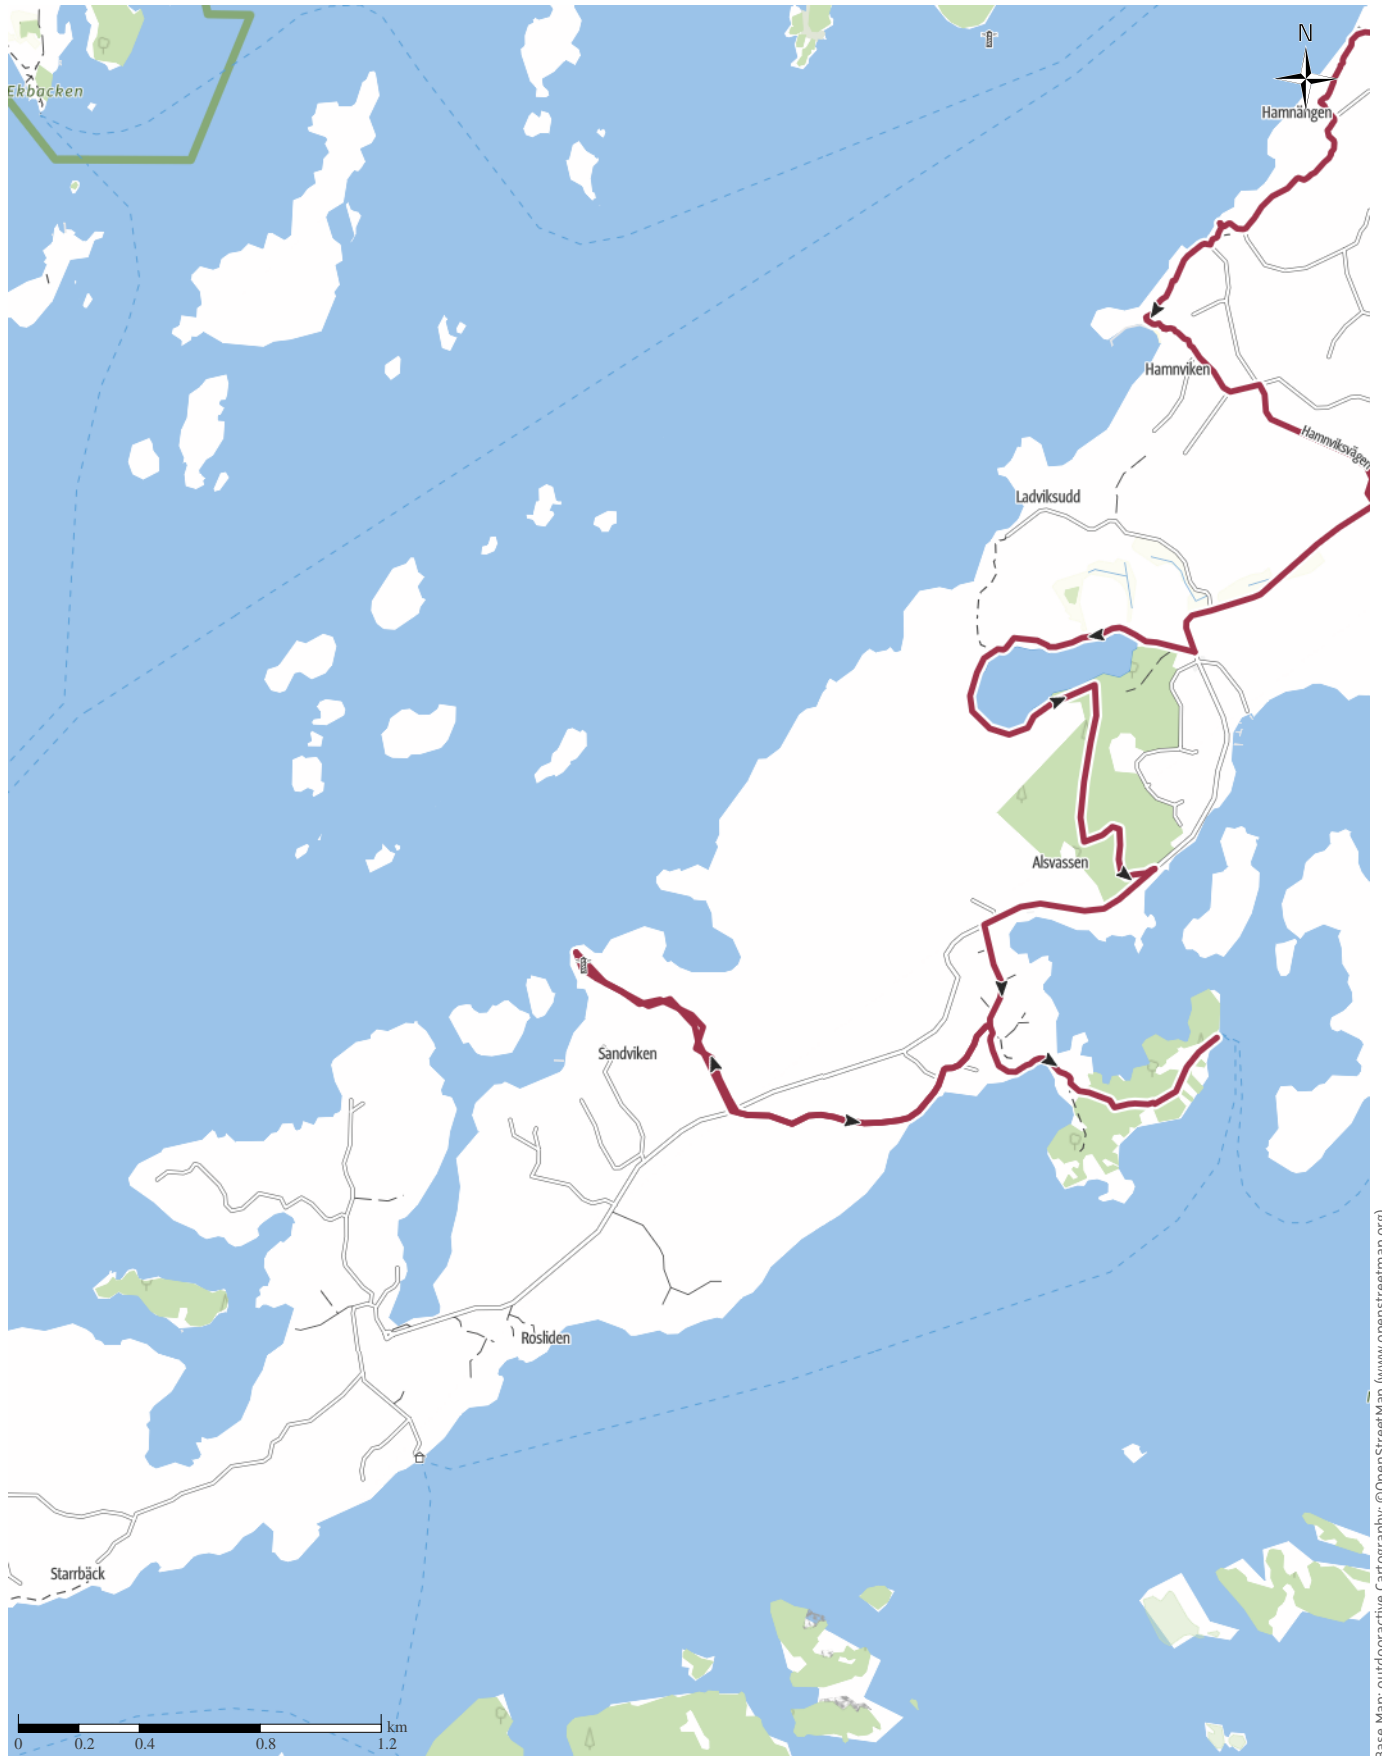 N
Ekbacken
Hamnängen
Hamnviken
Hamnviksvägen
Ladviksudd
Alsvassen
Sandviken
Rosliden
Starrbäck
km
0 0.2 0.4 0.8 1.2
Base Map: outdooractive Cartography; ©OpenStreetMap (www.openstreetmap.org)